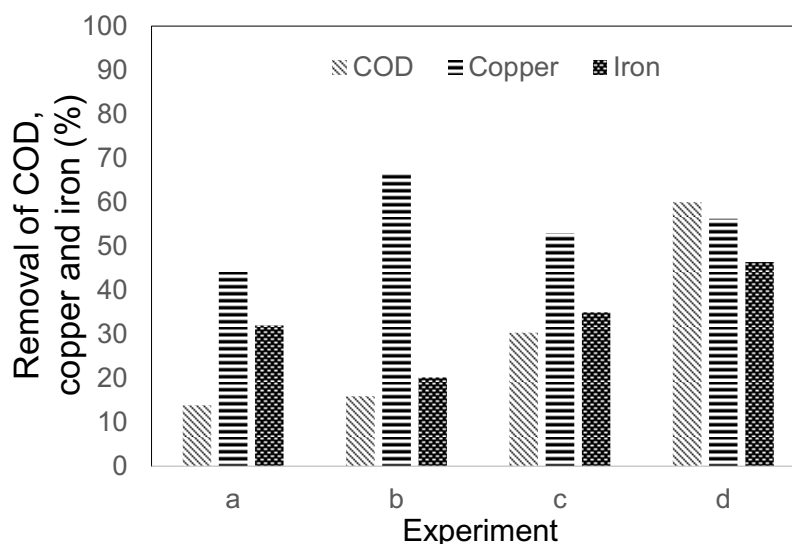 100
90
80
70
60
50
40
30
20
10
0
Removal of COD,
copper and iron (%)
COD Copper Iron
a b c d
Experiment